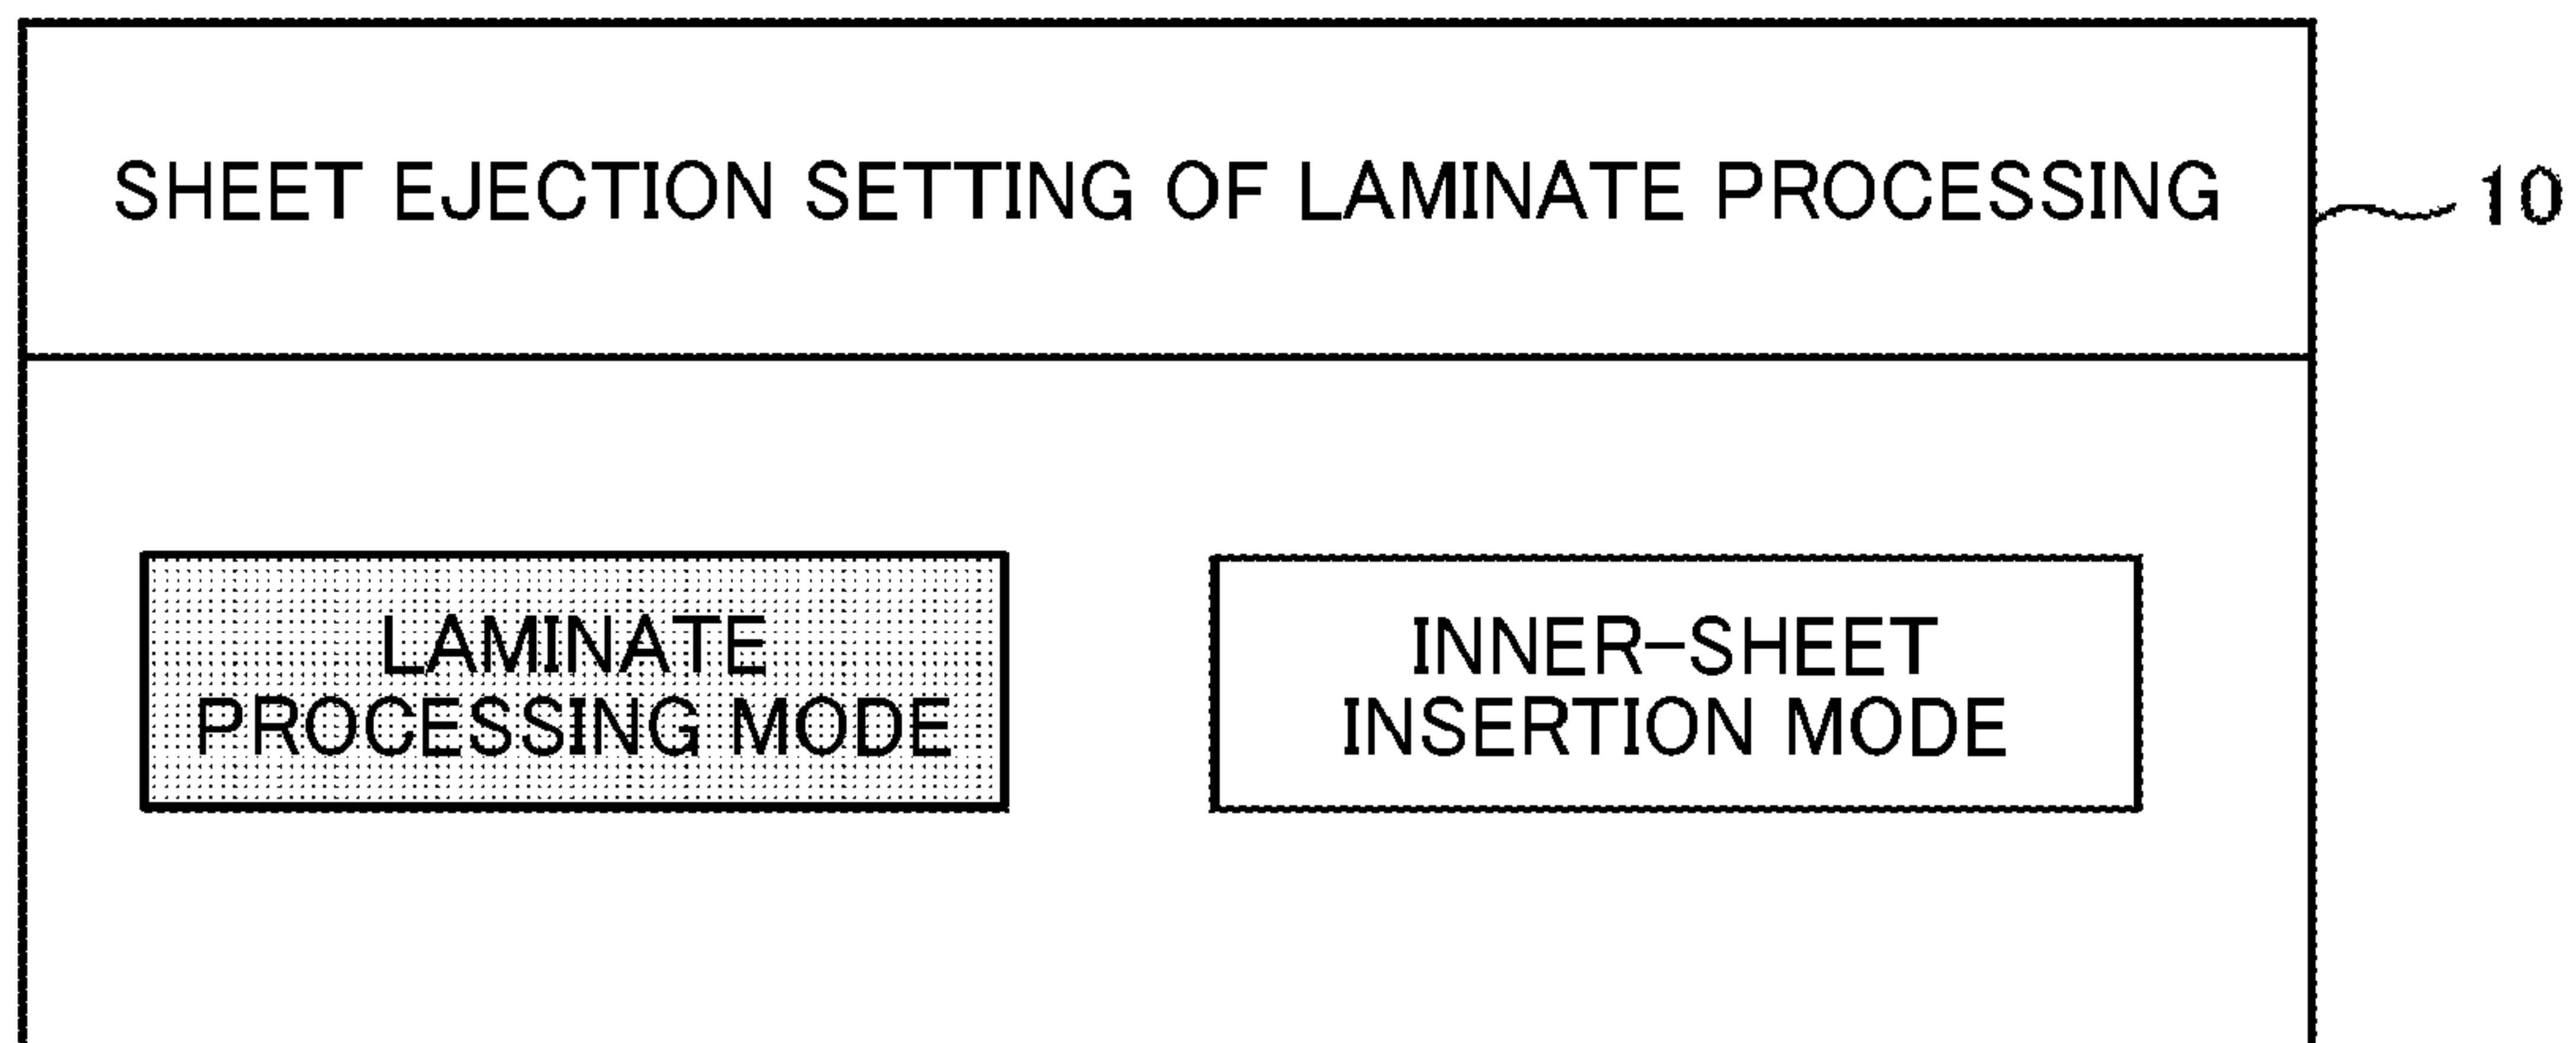 SHEET EJECTION SETTING OF LAMINATE PROCESSING
10
LAMINATE
PROCESSING MODE
INNER-SHEET
INSERTION MODE